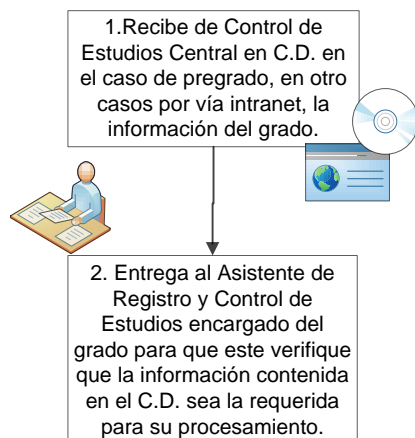 1.Recibe de Control de
Estudios Central en C.D. en
el caso de pregrado, en otro
casos por vía intranet, la
información del grado.
2. Entrega al Asistente de
Registro y Control de
Estudios encargado del
grado para que este verifique
que la información contenida
en el C.D. sea la requerida
para su procesamiento.